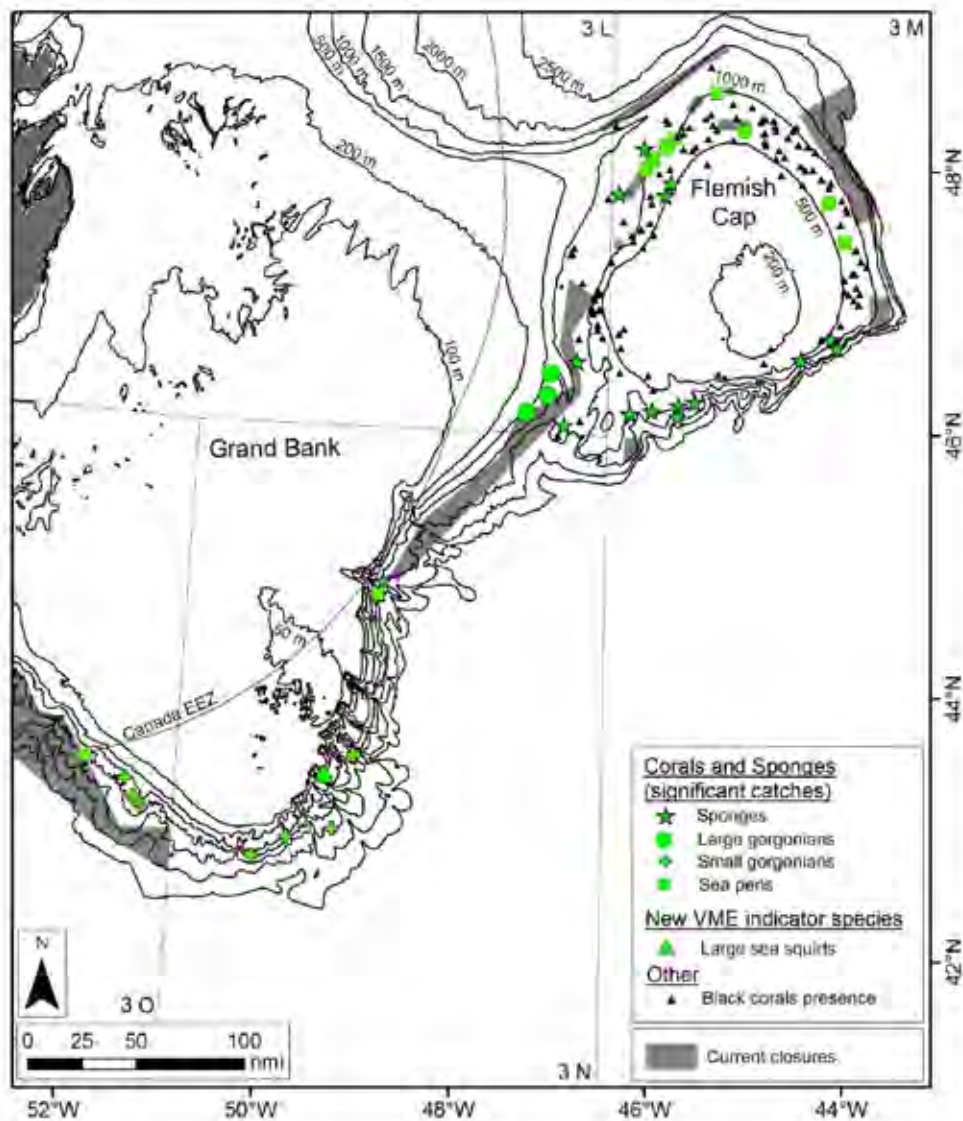 3 L
3 M
500 m.
1000 m.
1500 m.
2000 m.
2500 m.
1000 m.
200 m.
48°N
Flemish
Cap
500 m.
200 m.
100 m.
Grand Bank
46°N
50 m.
Canada EEZ
44°N
Corals and Sponges
(significant catches)
Sponges
Large gorgonians
Small gorgonians
Sea pens
New VME indicator species
Large sea squirts
Other
Black corals presence
Current closures
42°N
N
3 O
0 25 50 100
nmi
3 N
52°W 50°W 48°W 46°W 44°W